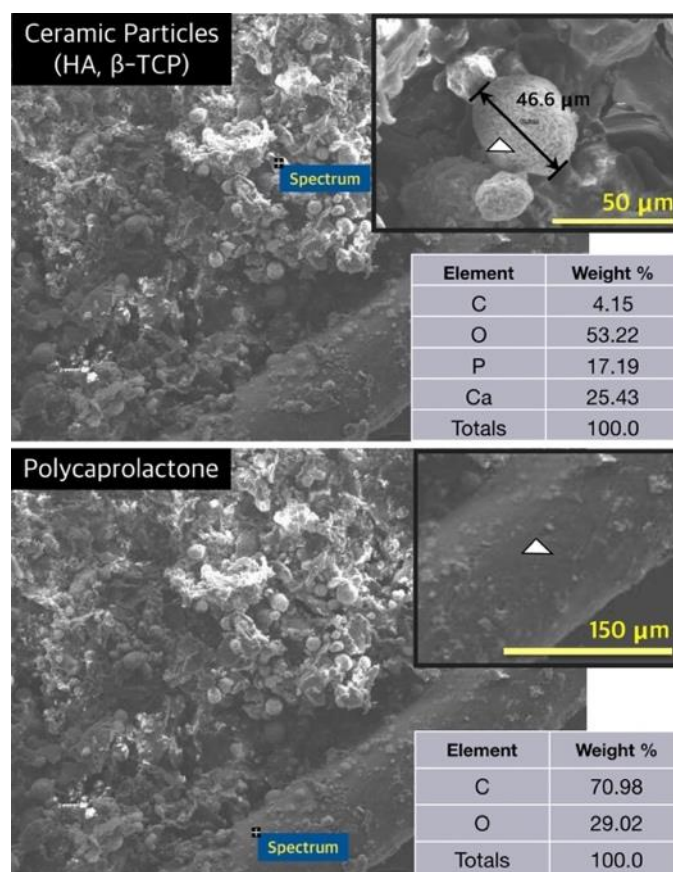 Ceramic Particles
(HA, β-TCP)
46.6 μm
Spectrum
50 μm
Element Weight %
C 4.15
O 53.22
P 17.19
Ca 25.43
Totals 100.0
Polycaprolactone
150 μm
Element Weight %
C 70.98
O 29.02
Totals 100.0
Spectrum